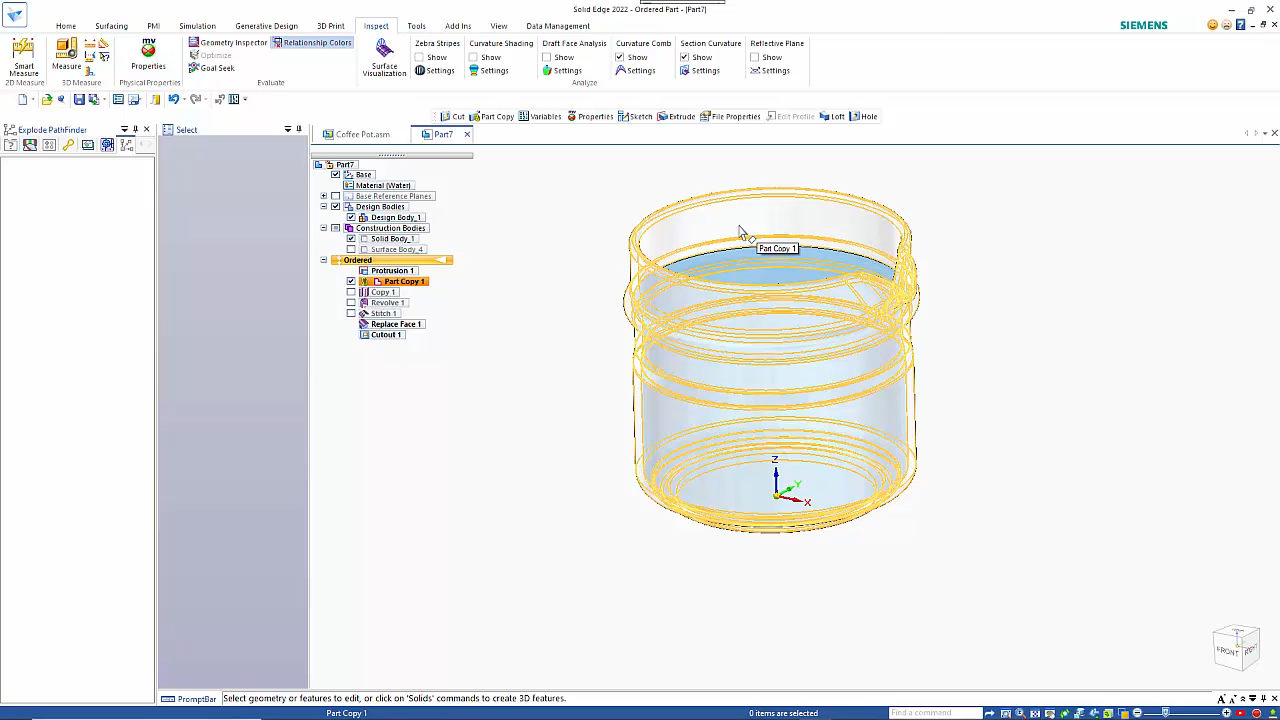 Solid Edge 2022 - Ordered Part - [Part7]
Home Surfacing PMI Simulation Generative Design 3D Print Inspect Tools Add Ins View Data Management
SIEMENS
Smart Measure
2D Measure
Measure
3D Measure
mv
Properties
Physical Properties
Geometry Inspector
Relationship Colors
Optimize
Goal Seek
Evaluate
Surface Visualization
Zebra Stripes
Show
Settings
Curvature Shading
Show
Settings
Draft Face Analysis
Show
Settings
Curvature Comb
Show
Settings
Section Curvature
Show
Settings
Reflective Plane
Show
Settings
Analyze
Cut Part Copy Variables Properties Sketch Extrude File Properties Edit Profile Loft Hole
Explode PathFinder
Select
Coffee Pot.asm
Part7
Part7
Base
Material (Water)
Base Reference Planes
Design Bodies
Design Body_1
Construction Bodies
Solid Body_1
Surface Body_4
Ordered
Protrusion 1
Part Copy 1
Copy 1
Revolve 1
Stitch 1
Replace Face 1
Cutout 1
Part Copy 1
Z
Y
X
FRONT
RIGHT
PromptBar
Select geometry or features to edit, or click on 'Solids' commands to create 3D features.
Part Copy 1
0 items are selected
Find a command